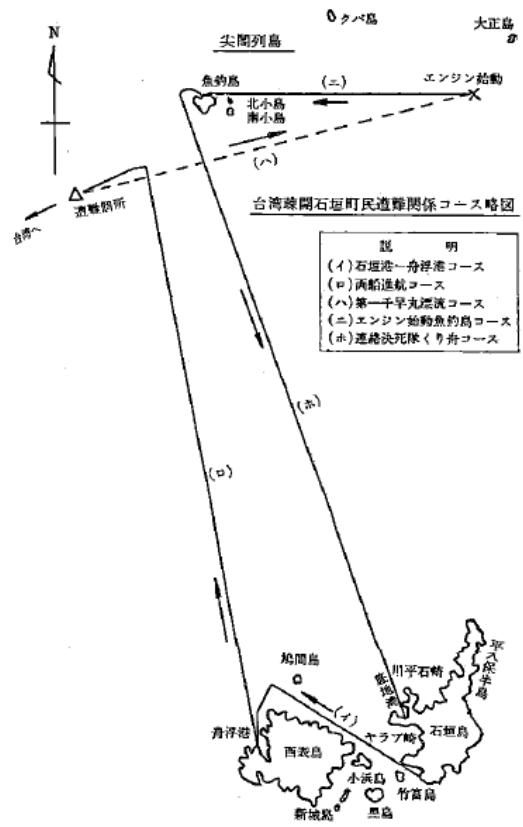 N
クバ島
大正島
尖閣列島
魚釣島
北小島
南小島
(ニ)
エンジン始動
(ハ)
遭難個所
台湾へ
台湾疎開石垣町民遭難関係コース略図
説 明
(イ)石垣港—舟浮港コース
(ロ)両船進航コース
(ハ)第一千早丸漂流コース
(ニ)エンジン始動魚釣島コース
(ホ)連絡決死隊くり舟コース
(ホ)
(ロ)
鳩間島
(イ)
川平石崎
平久保半島
底地湾
舟浮港
ヤラブ崎
石垣島
西表島
小浜島
竹富島
新城島
黒島